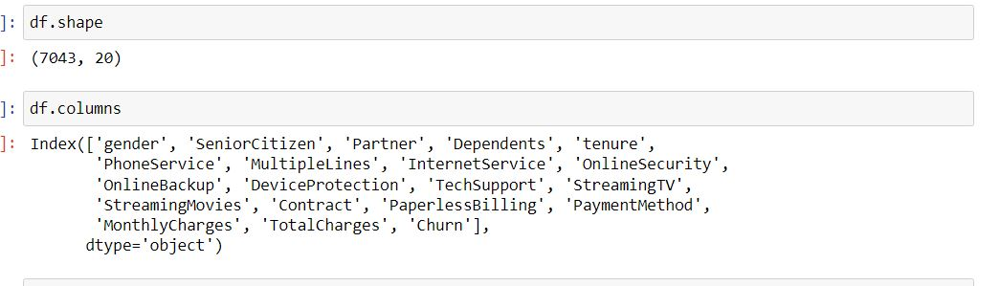 ]: df.shape
]: (7043, 20)
]: df.columns
]: Index(['gender', 'SeniorCitizen', 'Partner', 'Dependents', 'tenure',
'PhoneService', 'MultipleLines', 'InternetService', 'OnlineSecurity',
'OnlineBackup', 'DeviceProtection', 'TechSupport', 'StreamingTV',
'StreamingMovies', 'Contract', 'PaperlessBilling', 'PaymentMethod',
'MonthlyCharges', 'TotalCharges', 'Churn'],
dtype='object')